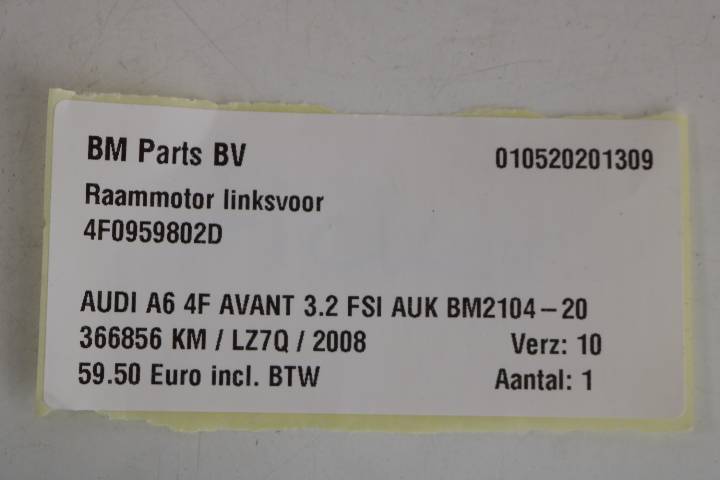 BM Parts BV 010520201309
Raammotor linksvoor
4F0959802D
AUDI A6 4F AVANT 3.2 FSI AUK BM2104-20
366856 KM / LZ7Q / 2008 Verz: 10
59.50 Euro incl. BTW Aantal: 1